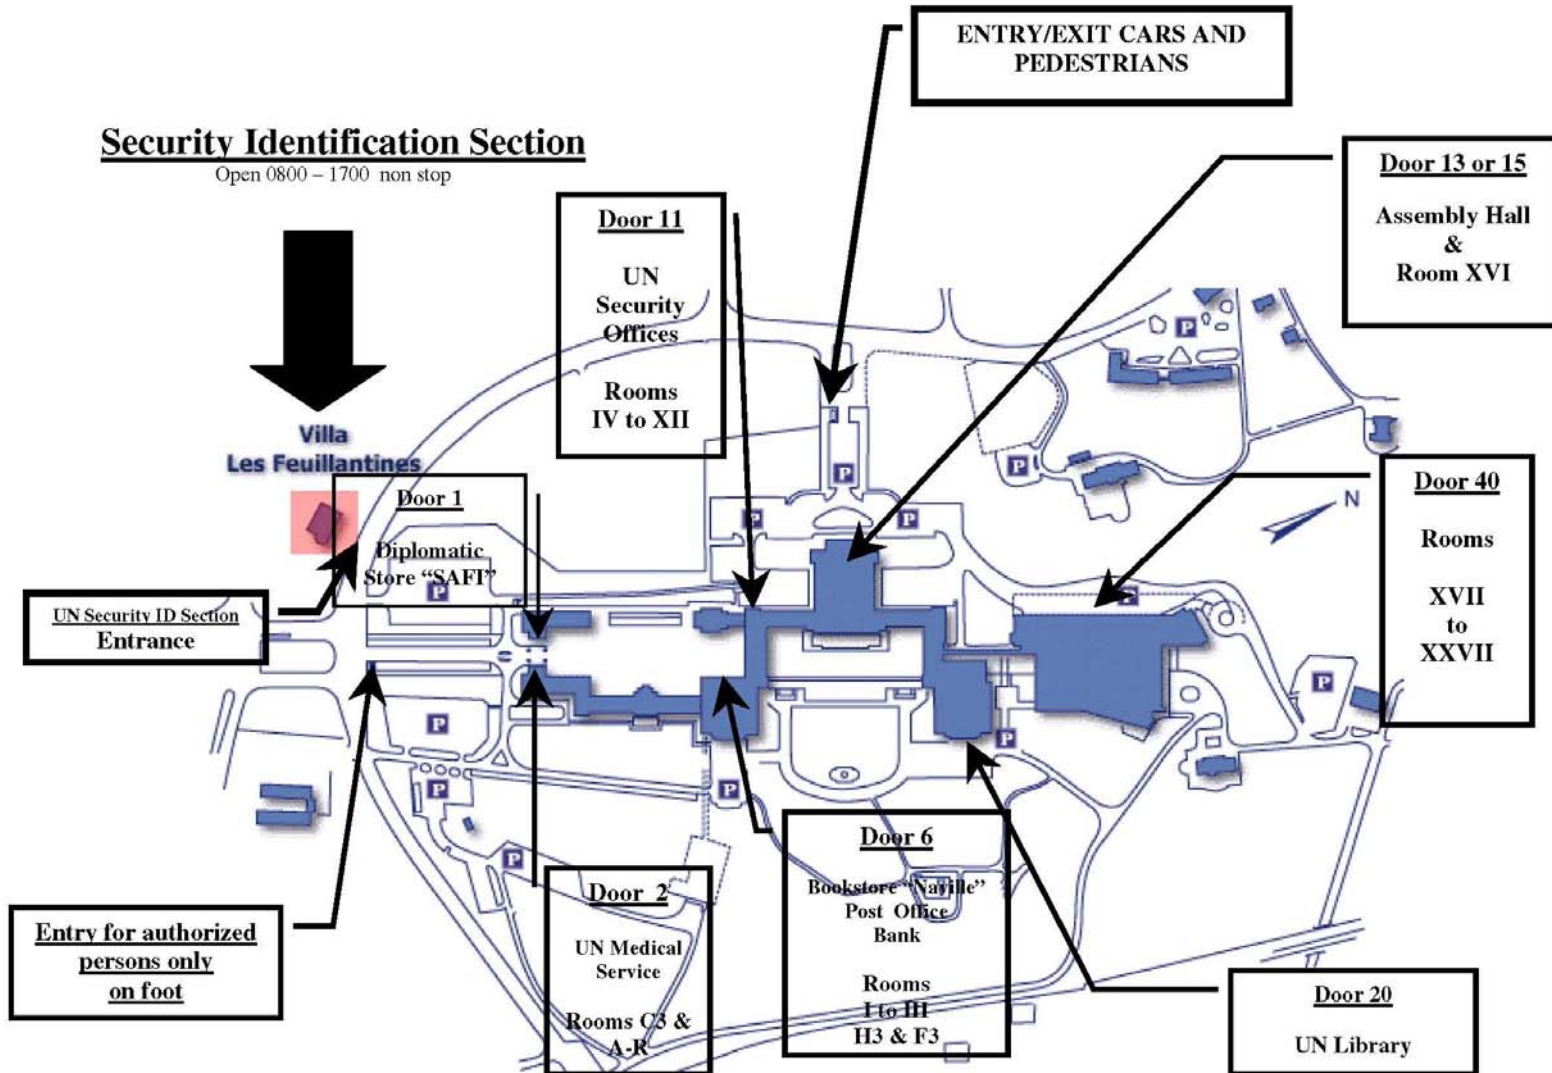 ENTRY/EXIT CARS AND
PEDESTRIANS
Security Identification Section
Open 0800 – 1700 non stop
Door 13 or 15
Assembly Hall
&
Room XVI
Door 11
UN
Security
Offices
Rooms
IV to XII
P
Villa
Les Feuillantines
P
P
Door 1
Diplomatic
Store “SAFI”
P
P
P
Door 40
Rooms
XVII
to
XXVII
N
P
UN Security ID Section
Entrance
P
P
P
P
P
P
Door 6
Bookstore “Naville”
Post Office
Bank
Rooms
I to III
H3 & F3
Door 2
UN Medical
Service
Rooms C3 &
A-R
Entry for authorized
persons only
on foot
Door 20
UN Library